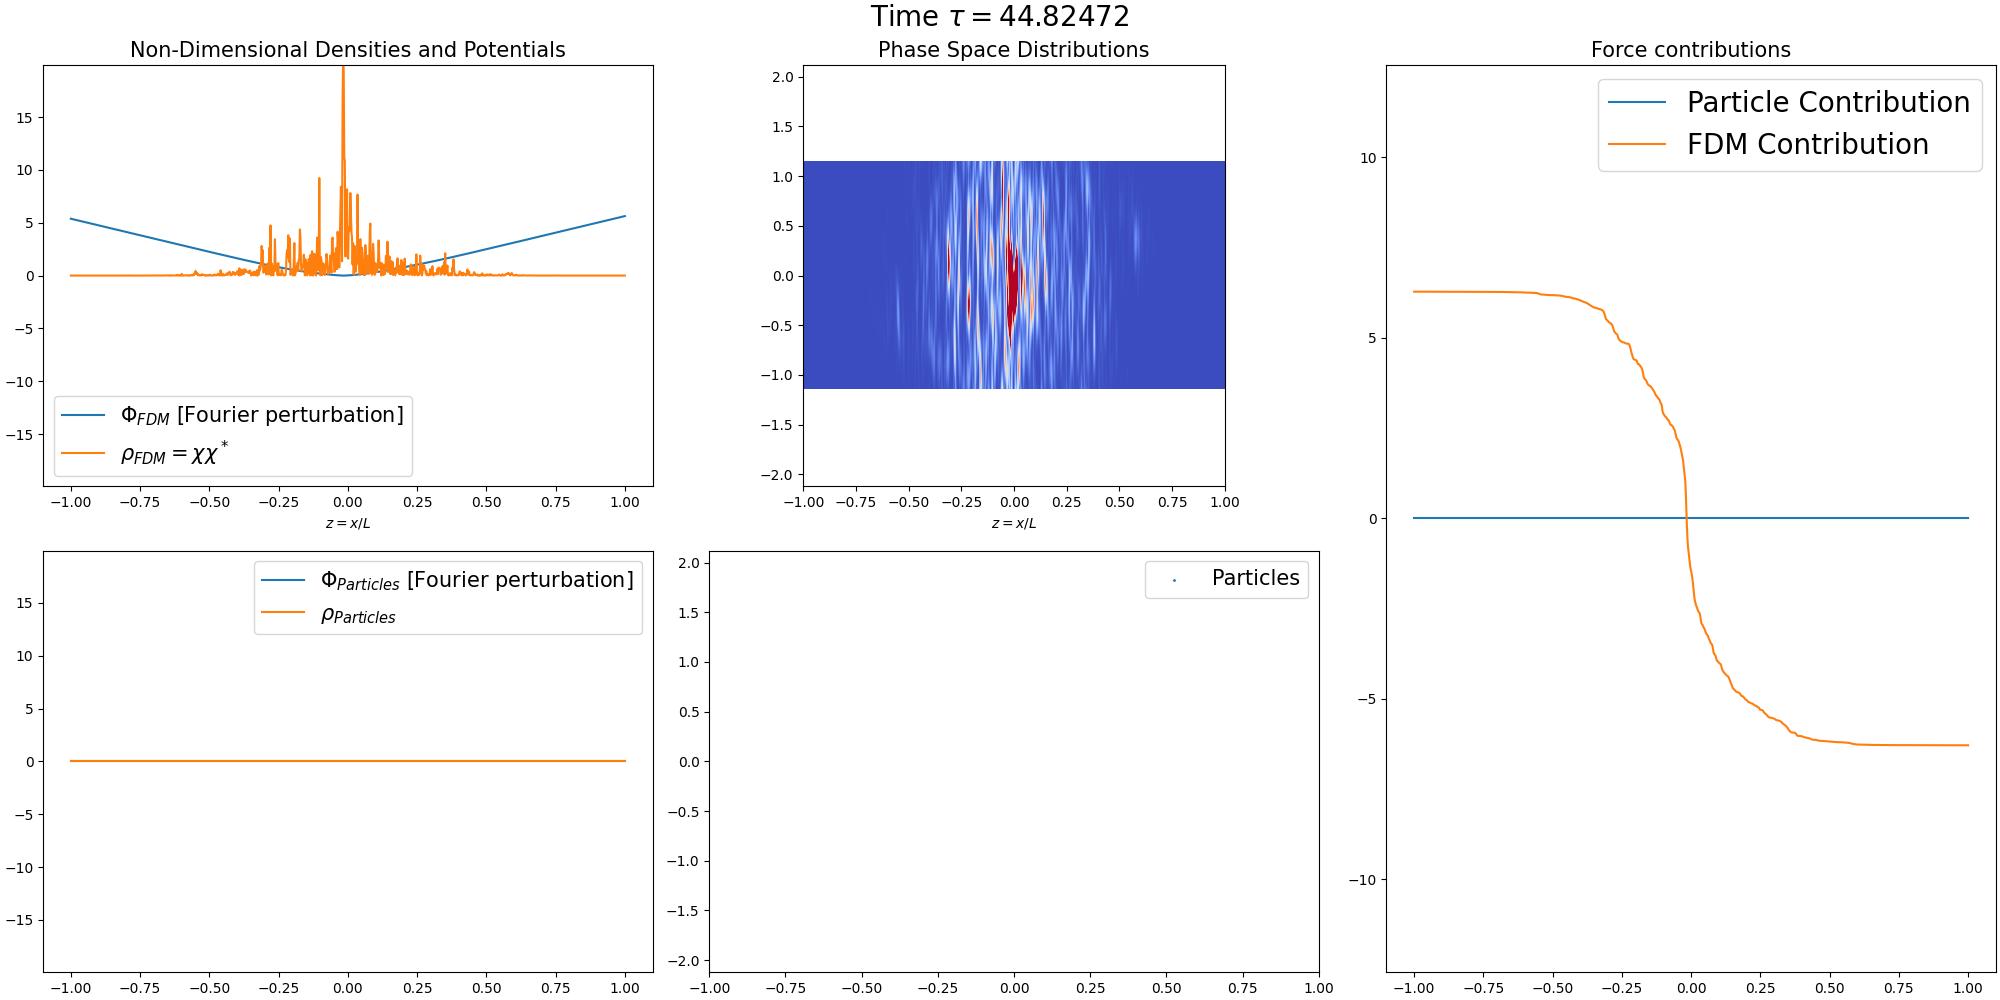 Time τ = 44.82472
Non-Dimensional Densities and Potentials
15
10
5
0
−5
−10
−15
Φ_FDM [Fourier perturbation]
ρ_FDM = χχ*
−1.00 −0.75 −0.50 −0.25 0.00 0.25 0.50 0.75 1.00
z = x/L
Phase Space Distributions
2.0
1.5
1.0
0.5
0.0
−0.5
−1.0
−1.5
−2.0
−1.00 −0.75 −0.50 −0.25 0.00 0.25 0.50 0.75 1.00
z = x/L
Force contributions
Particle Contribution
FDM Contribution
10
5
0
−5
−10
−1.00 −0.75 −0.50 −0.25 0.00 0.25 0.50 0.75 1.00
Φ_Particles [Fourier perturbation]
ρ_Particles
15
10
5
0
−5
−10
−15
−1.00 −0.75 −0.50 −0.25 0.00 0.25 0.50 0.75 1.00
Particles
2.0
1.5
1.0
0.5
0.0
−0.5
−1.0
−1.5
−2.0
−1.00 −0.75 −0.50 −0.25 0.00 0.25 0.50 0.75 1.00